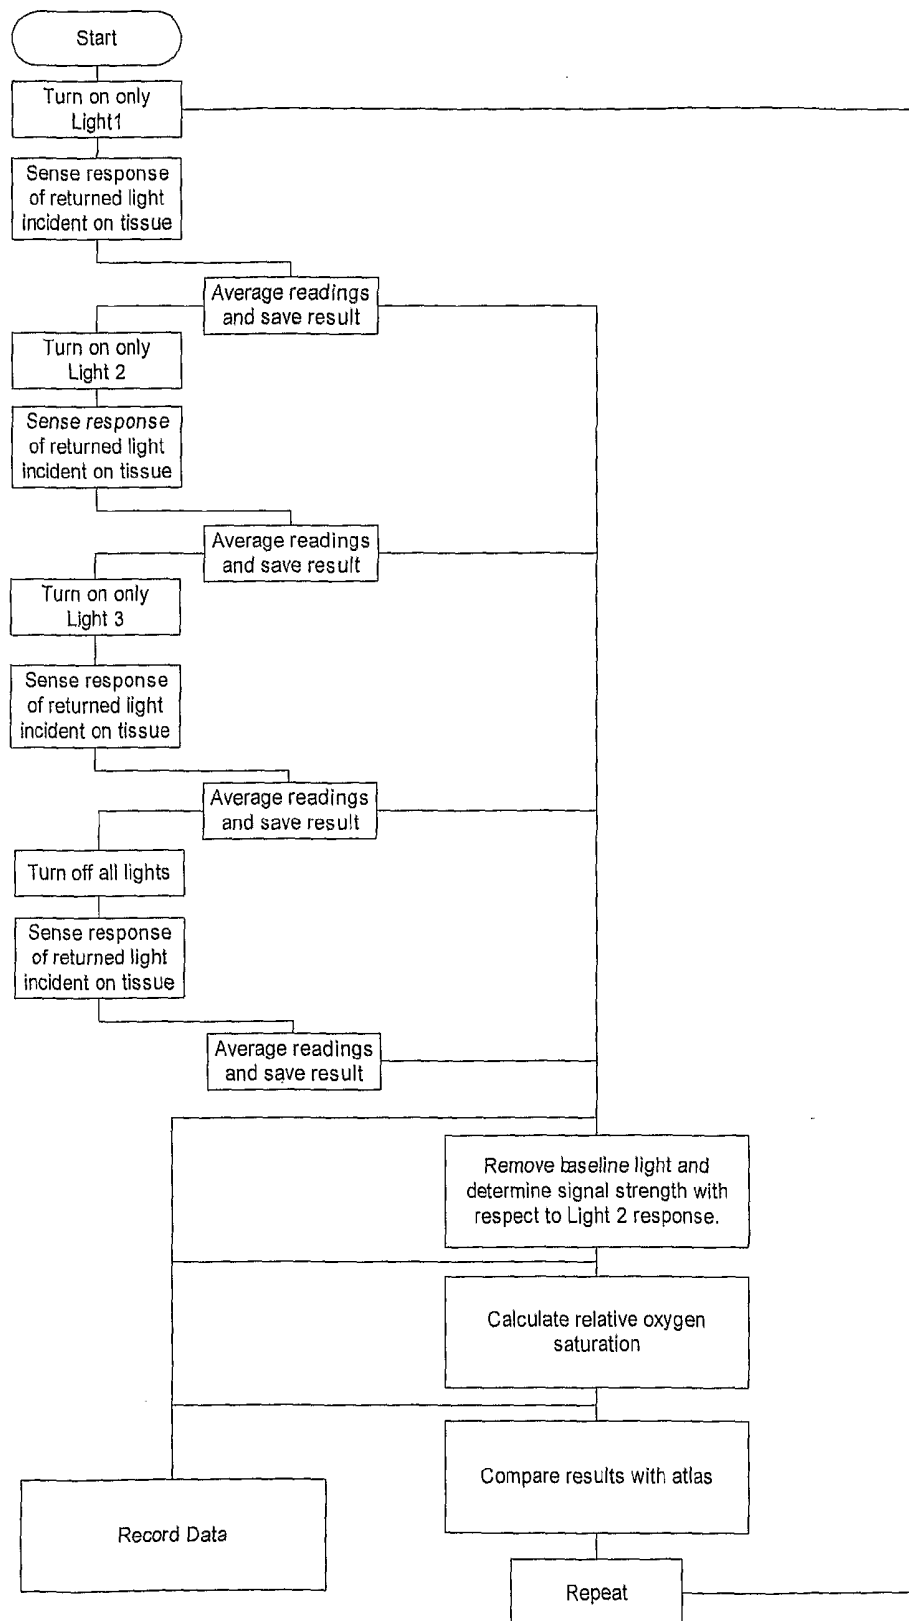 Start
Turn on only
Light1
Sense response
of returned light
incident on tissue
Average readings
and save result
Turn on only
Light 2
Sense response
of returned light
incident on tissue
Average readings
and save result
Turn on only
Light 3
Sense response
of returned light
incident on tissue
Average readings
and save result
Turn off all lights
Sense response
of returned light
incident on tissue
Average readings
and save result
Remove baseline light and
determine signal strength with
respect to Light 2 response.
Calculate relative oxygen
saturation
Compare results with atlas
Record Data
Repeat